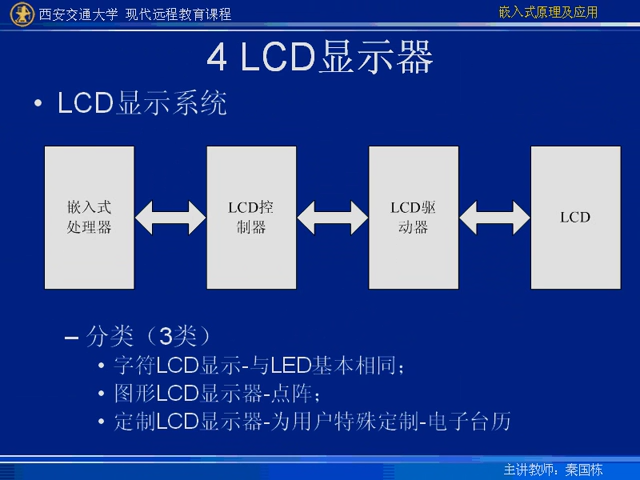 西安交通大学 现代远程教育课程
嵌入式原理及应用
4 LCD显示器
• LCD显示系统
嵌入式
处理器
LCD控
制器
LCD驱
动器
LCD
– 分类（3类）
• 字符LCD显示-与LED基本相同；
• 图形LCD显示器-点阵；
• 定制LCD显示器-为用户特殊定制-电子台历
主讲教师：秦国栋